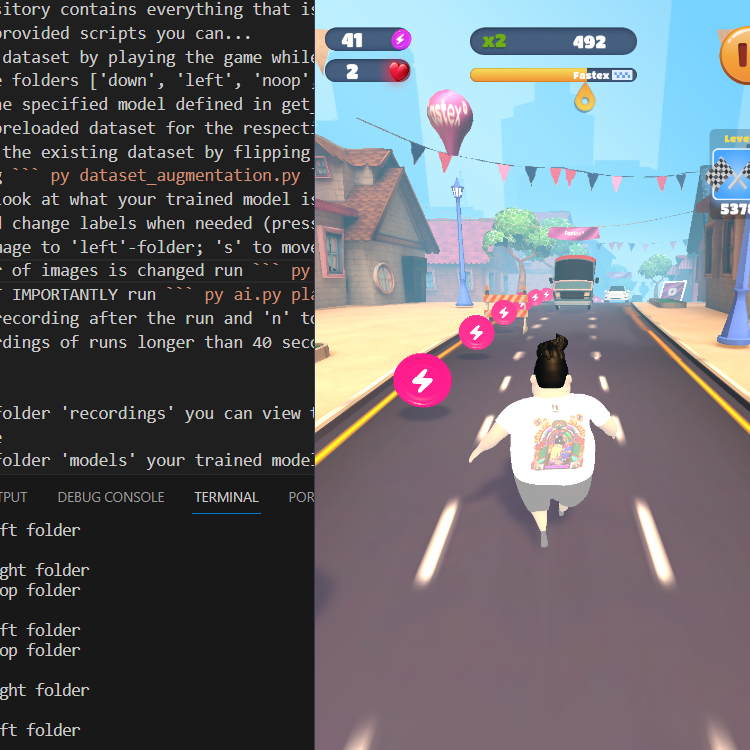 sitory contains everything that is
provided scripts you can...
dataset by playing the game while
e folders ['down', 'left', 'noop',
he specified model defined in get_
preloaded dataset for the respecti
the existing dataset by flipping
g ``` py dataset_augmentation.py
look at what your trained model is
d change labels when needed (press
mage to 'left'-folder; 's' to move
r of images is changed run ``` py
T IMPORTANTLY run ``` py ai.py pla
recording after the run and 'n' to
rdings of runs longer than 40 seco
folder 'recordings' you can view t
e
folder 'models' your trained model
TPUT DEBUG CONSOLE TERMINAL POR
ft folder
ght folder
op folder
ft folder
op folder
ght folder
ft folder
41
x2 492
2
Fastex
astex
Leve
5378